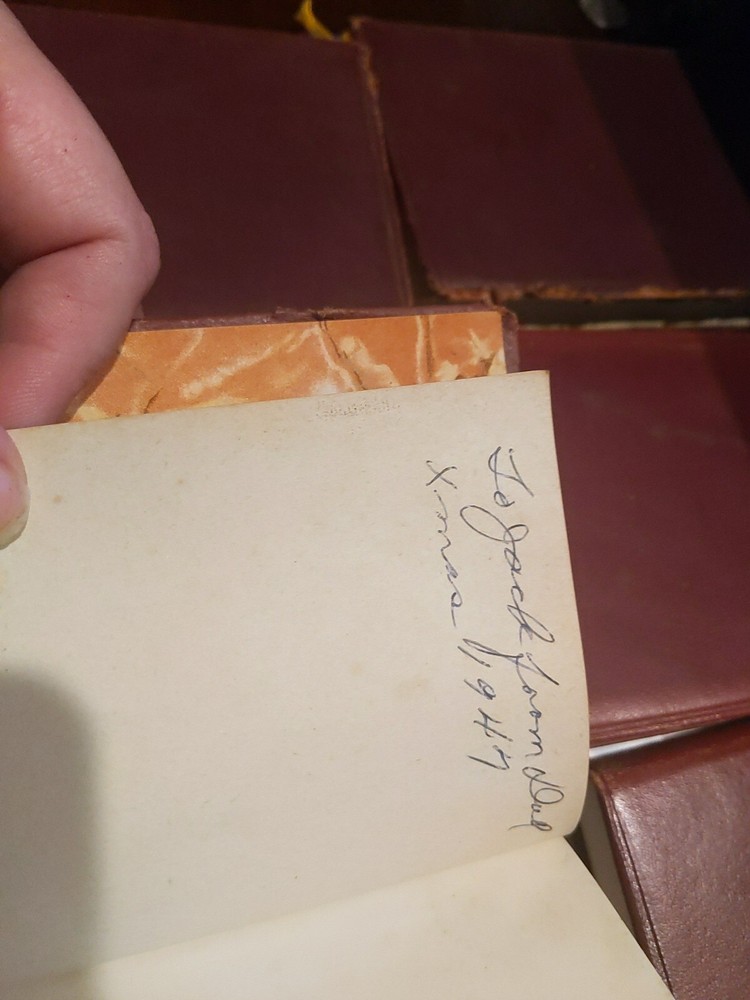 To Jack from Dad
Xmas, 1947